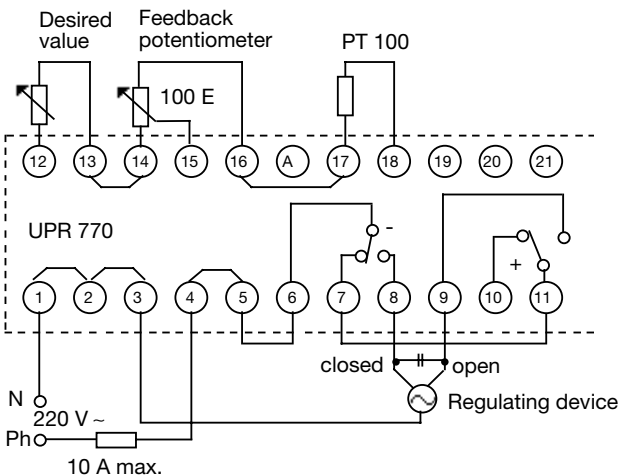 Desired
value
Feedback
potentiometer
PT 100
100 E
12 13 14 15 16 A 17 18 19 20 21
UPR 770
-
+
1 2 3 4 5 6 7 8 9 10 11
closed
open
N
220 V ~
Regulating device
Ph
10 A max.